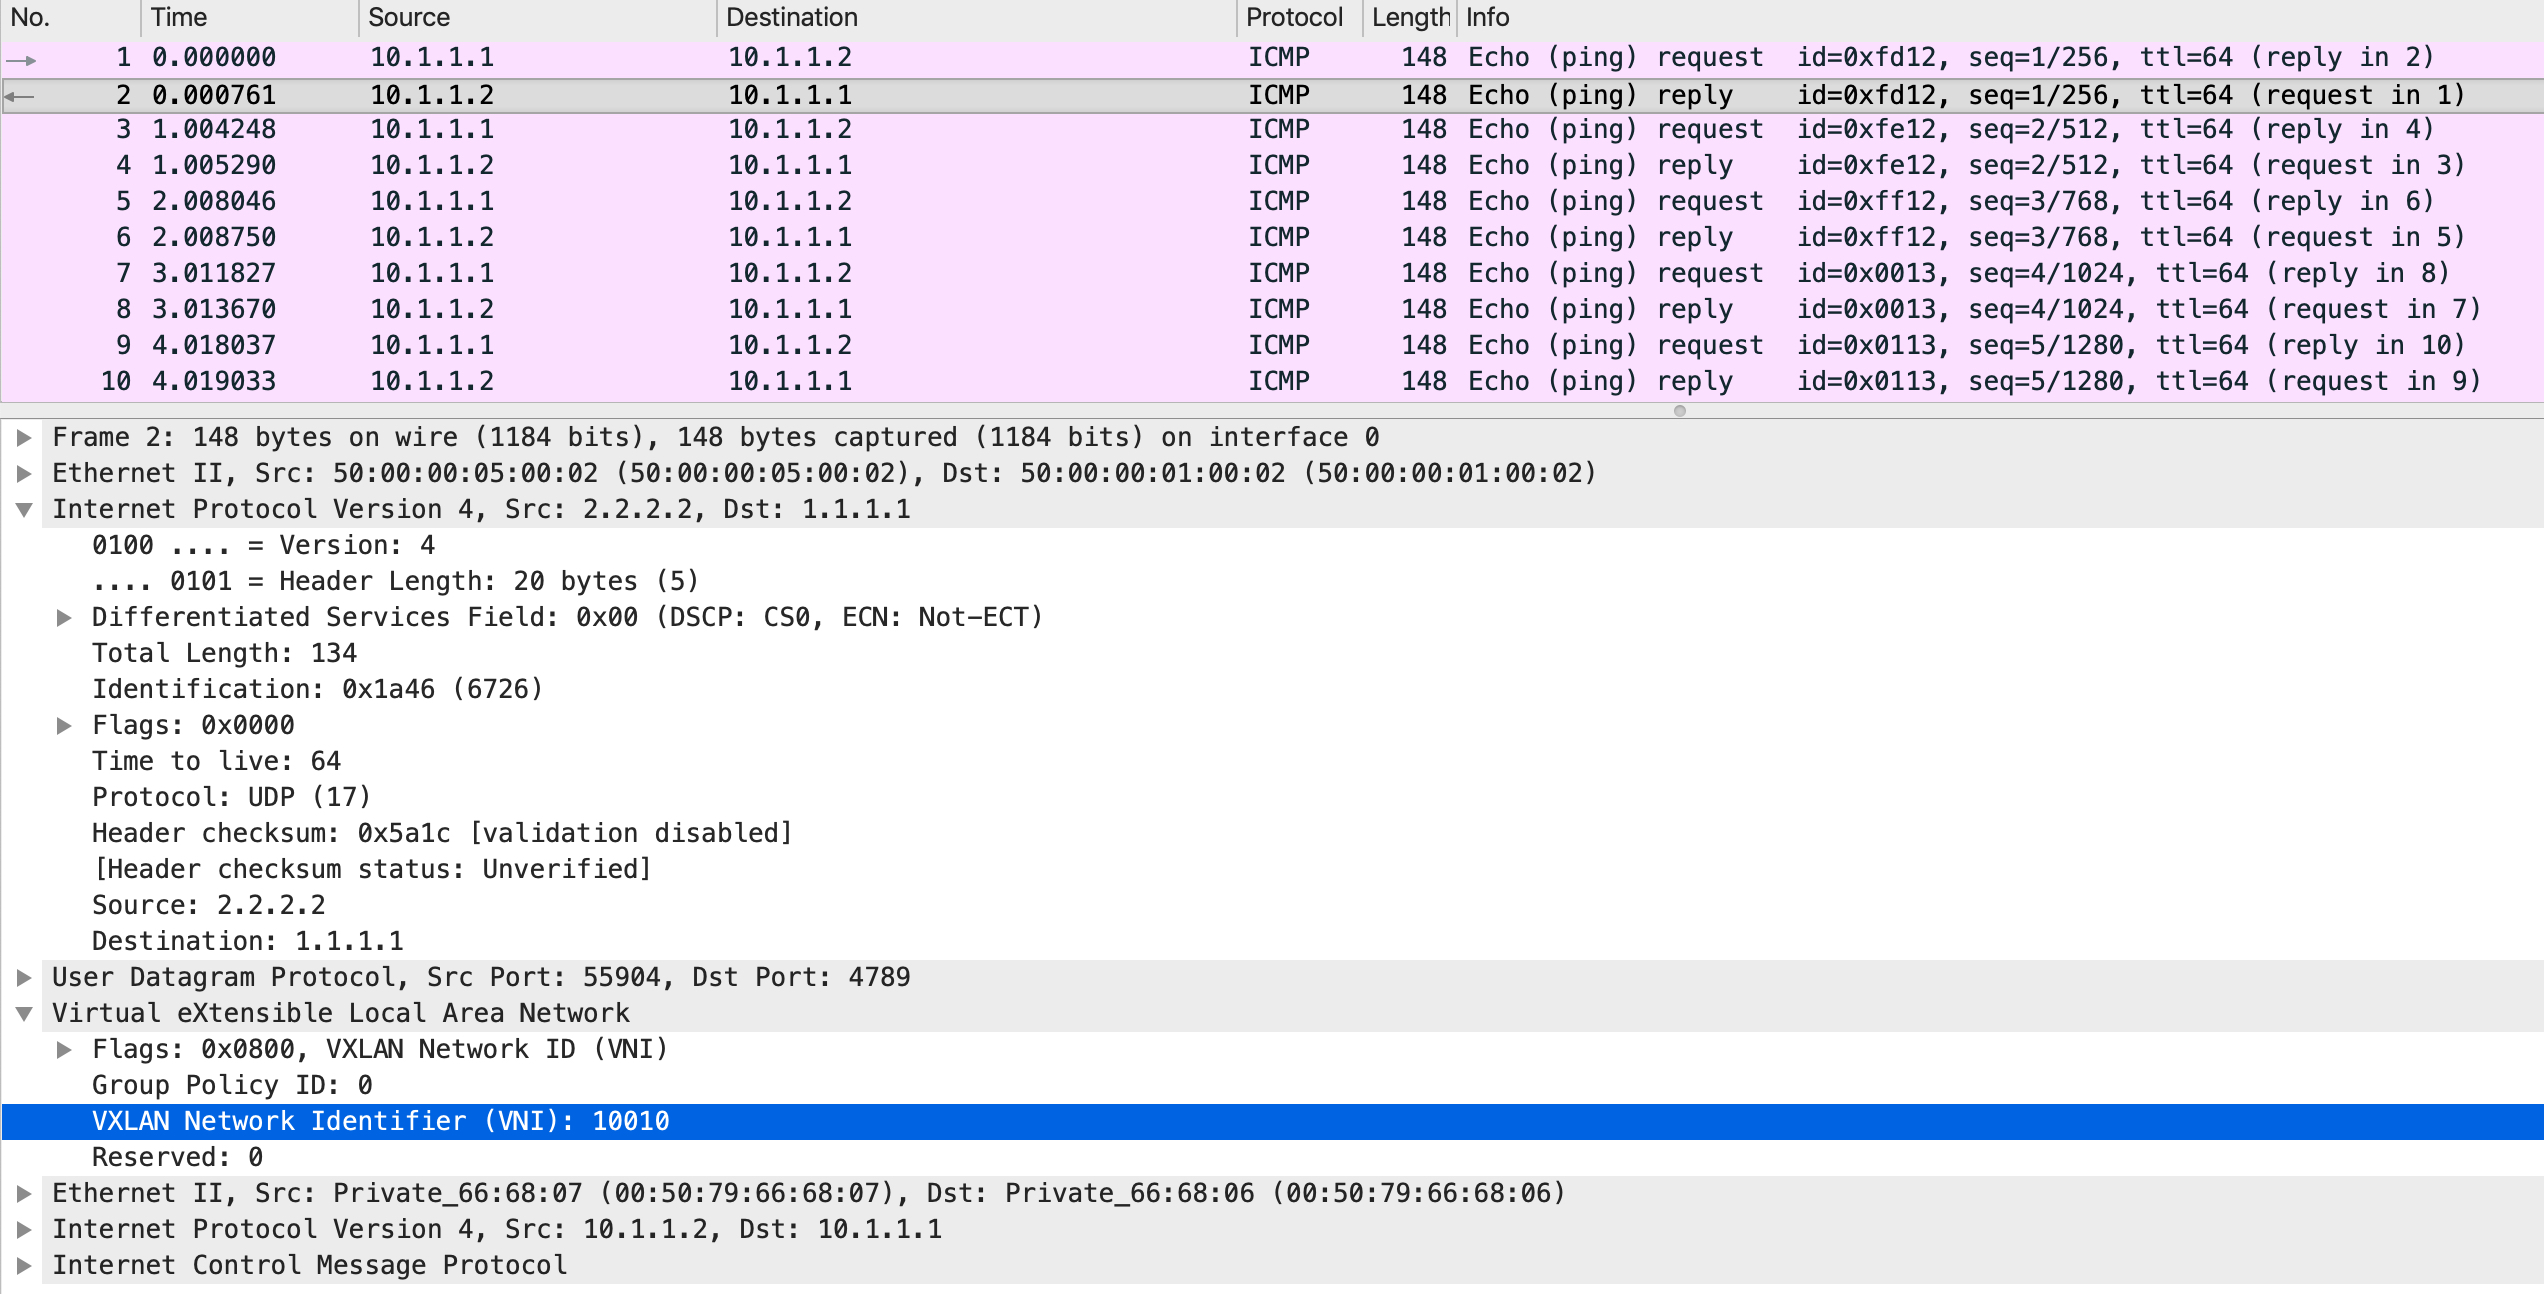 No. Time Source Destination Protocol Length Info
1 0.000000 10.1.1.1 10.1.1.2 ICMP 148 Echo (ping) request id=0xfd12, seq=1/256, ttl=64 (reply in 2)
2 0.000761 10.1.1.2 10.1.1.1 ICMP 148 Echo (ping) reply id=0xfd12, seq=1/256, ttl=64 (request in 1)
3 1.004248 10.1.1.1 10.1.1.2 ICMP 148 Echo (ping) request id=0xfe12, seq=2/512, ttl=64 (reply in 4)
4 1.005290 10.1.1.2 10.1.1.1 ICMP 148 Echo (ping) reply id=0xfe12, seq=2/512, ttl=64 (request in 3)
5 2.008046 10.1.1.1 10.1.1.2 ICMP 148 Echo (ping) request id=0xff12, seq=3/768, ttl=64 (reply in 6)
6 2.008750 10.1.1.2 10.1.1.1 ICMP 148 Echo (ping) reply id=0xff12, seq=3/768, ttl=64 (request in 5)
7 3.011827 10.1.1.1 10.1.1.2 ICMP 148 Echo (ping) request id=0x0013, seq=4/1024, ttl=64 (reply in 8)
8 3.013670 10.1.1.2 10.1.1.1 ICMP 148 Echo (ping) reply id=0x0013, seq=4/1024, ttl=64 (request in 7)
9 4.018037 10.1.1.1 10.1.1.2 ICMP 148 Echo (ping) request id=0x0113, seq=5/1280, ttl=64 (reply in 10)
10 4.019033 10.1.1.2 10.1.1.1 ICMP 148 Echo (ping) reply id=0x0113, seq=5/1280, ttl=64 (request in 9)
Frame 2: 148 bytes on wire (1184 bits), 148 bytes captured (1184 bits) on interface 0
Ethernet II, Src: 50:00:00:05:00:02 (50:00:00:05:00:02), Dst: 50:00:00:01:00:02 (50:00:00:01:00:02)
Internet Protocol Version 4, Src: 2.2.2.2, Dst: 1.1.1.1
0100 .... = Version: 4
.... 0101 = Header Length: 20 bytes (5)
Differentiated Services Field: 0x00 (DSCP: CS0, ECN: Not-ECT)
Total Length: 134
Identification: 0x1a46 (6726)
Flags: 0x0000
Time to live: 64
Protocol: UDP (17)
Header checksum: 0x5a1c [validation disabled]
[Header checksum status: Unverified]
Source: 2.2.2.2
Destination: 1.1.1.1
User Datagram Protocol, Src Port: 55904, Dst Port: 4789
Virtual eXtensible Local Area Network
Flags: 0x0800, VXLAN Network ID (VNI)
Group Policy ID: 0
VXLAN Network Identifier (VNI): 10010
Reserved: 0
Ethernet II, Src: Private_66:68:07 (00:50:79:66:68:07), Dst: Private_66:68:06 (00:50:79:66:68:06)
Internet Protocol Version 4, Src: 10.1.1.2, Dst: 10.1.1.1
Internet Control Message Protocol